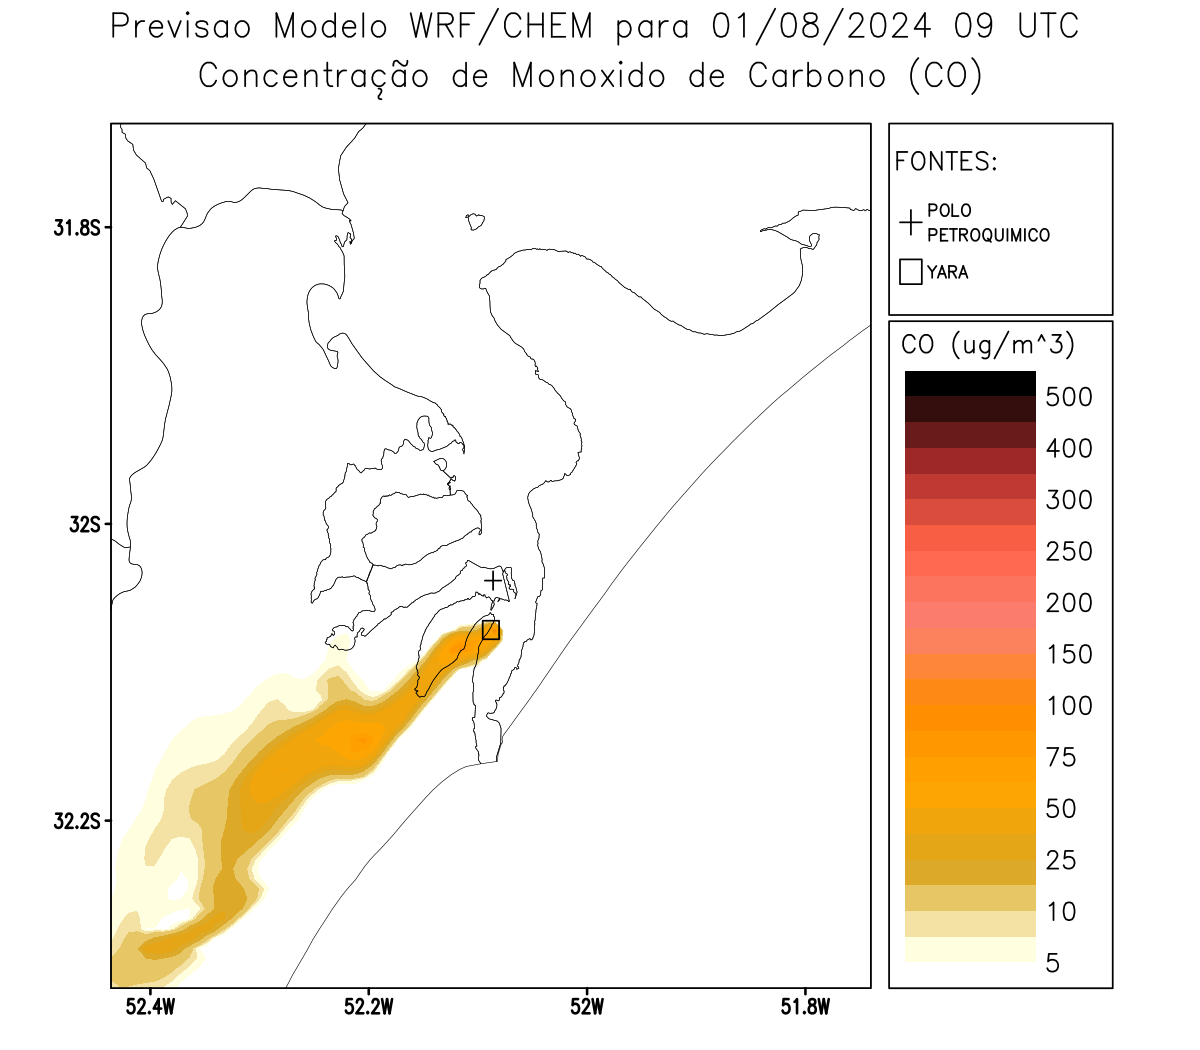 Previsao Modelo WRF/CHEM para 01/08/2024 09 UTC
Concentração de Monoxido de Carbono (CO)
FONTES:
POLO
PETROQUIMICO
YARA
CO (ug/m^3)
500
400
300
250
200
150
100
75
50
25
10
5
31.8S
32S
32.2S
52.4W
52.2W
52W
51.8W